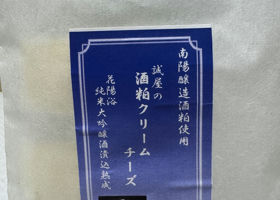 南陽醸造酒粕使用
誠屋の
酒粕クリーム
チーズ
花陽浴
純米大吟醸酒漬込熟成